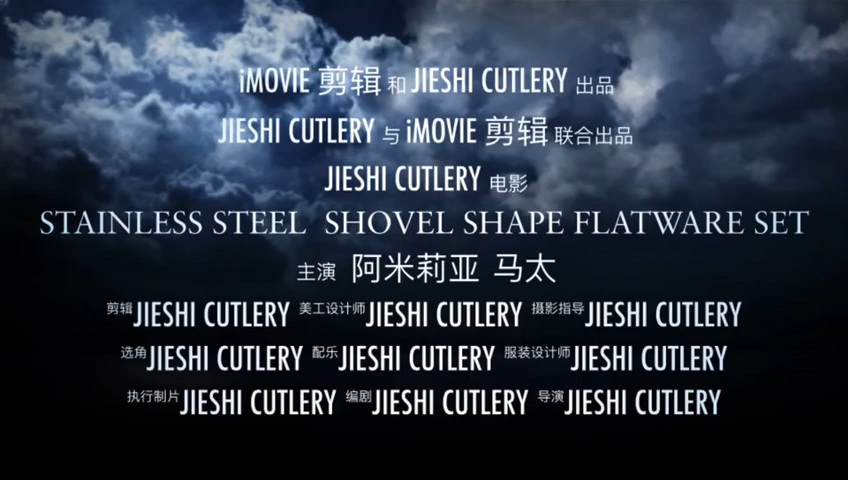 iMOVIE 剪辑 和 JIESHI CUTLERY 出品
JIESHI CUTLERY 与 iMOVIE 剪辑 联合出品
JIESHI CUTLERY 电影
STAINLESS STEEL SHOVEL SHAPE FLATWARE SET
主演 阿米莉亚 马太
剪辑 JIESHI CUTLERY 美工设计师 JIESHI CUTLERY 摄影指导 JIESHI CUTLERY
选角 JIESHI CUTLERY 配乐 JIESHI CUTLERY 服装设计师 JIESHI CUTLERY
执行制片 JIESHI CUTLERY 编剧 JIESHI CUTLERY 导演 JIESHI CUTLERY